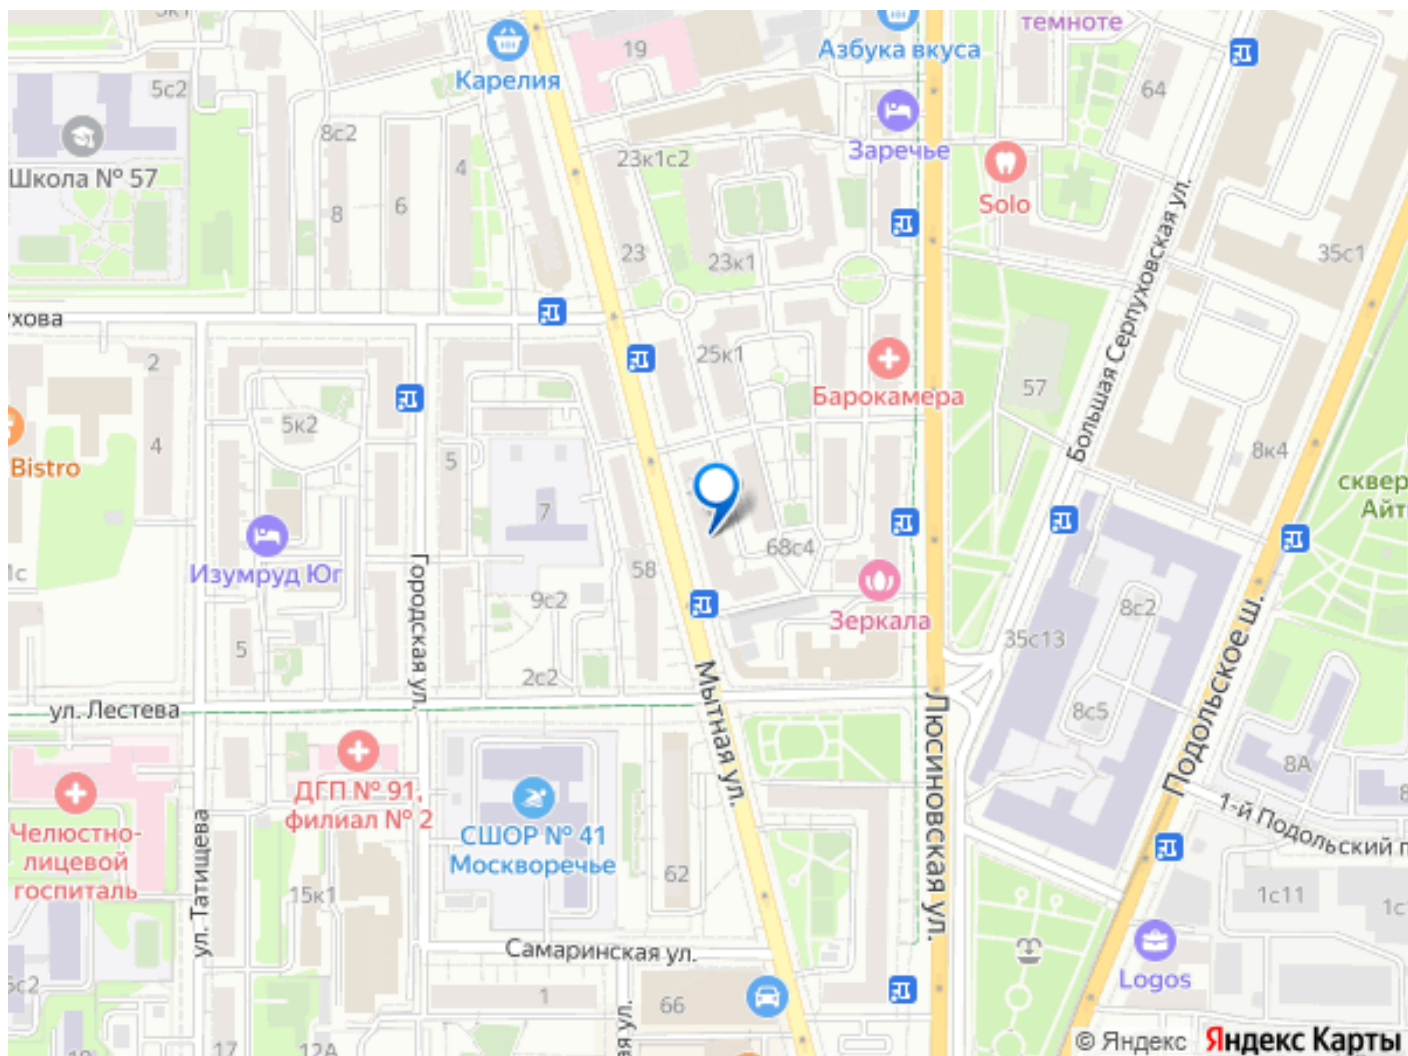 3к1
19
темноте
Азбука вкуса
Карелия
5с2
64
8с2
Заречье
23к1с2
4
Школа № 57
Solo
6
8
23
23к1
35с1
ухова
Большая Серпуховская ул.
2
25к1
57
Барокамера
5к2
4
5
8к4
Bistro
сквер
Айт
7
68с4
Изумруд Юг
1с
58
Городская ул.
9с2
8с2
Зеркала
35с13
5
2с2
Подольское ш.
ул. Лестева
Мытная ул.
Люсиновская ул.
8с5
8А
ДГП № 91,
филиал № 2
1-й Подольский п
Челюстно-
лицевой
госпиталь
СШОР № 41
Москворечье
ул. Татищева
62
15к1
1с11
Самаринская ул.
Logos
1
66
17
12А
© Яндекс Яндекс Карты